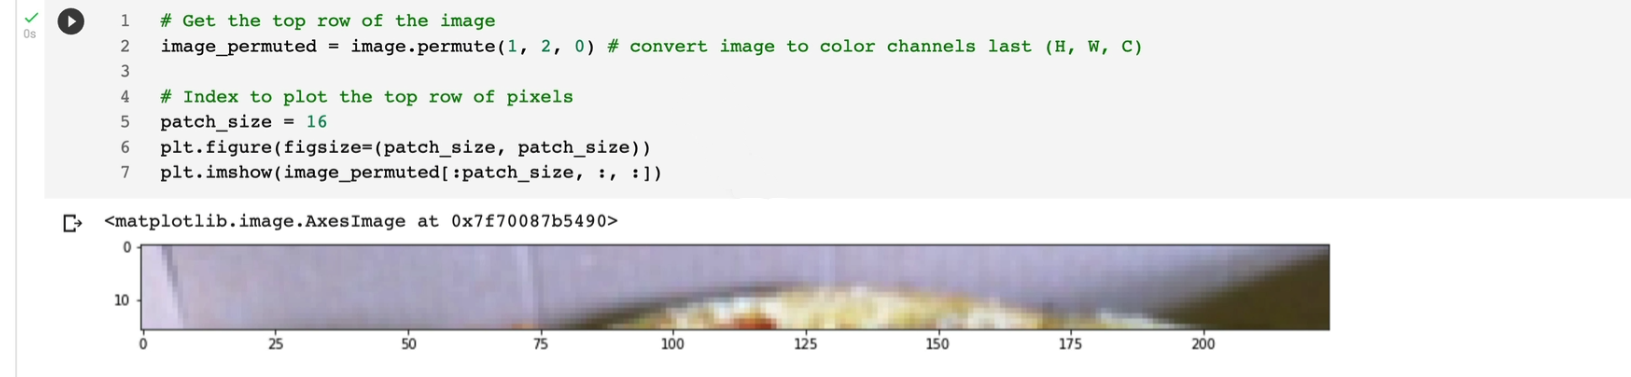 0s
1 # Get the top row of the image
2 image_permuted = image.permute(1, 2, 0) # convert image to color channels last (H, W, C)
3
4 # Index to plot the top row of pixels
5 patch_size = 16
6 plt.figure(figsize=(patch_size, patch_size))
7 plt.imshow(image_permuted[:patch_size, :, :])
<matplotlib.image.AxesImage at 0x7f70087b5490>
0
10
0 25 50 75 100 125 150 175 200